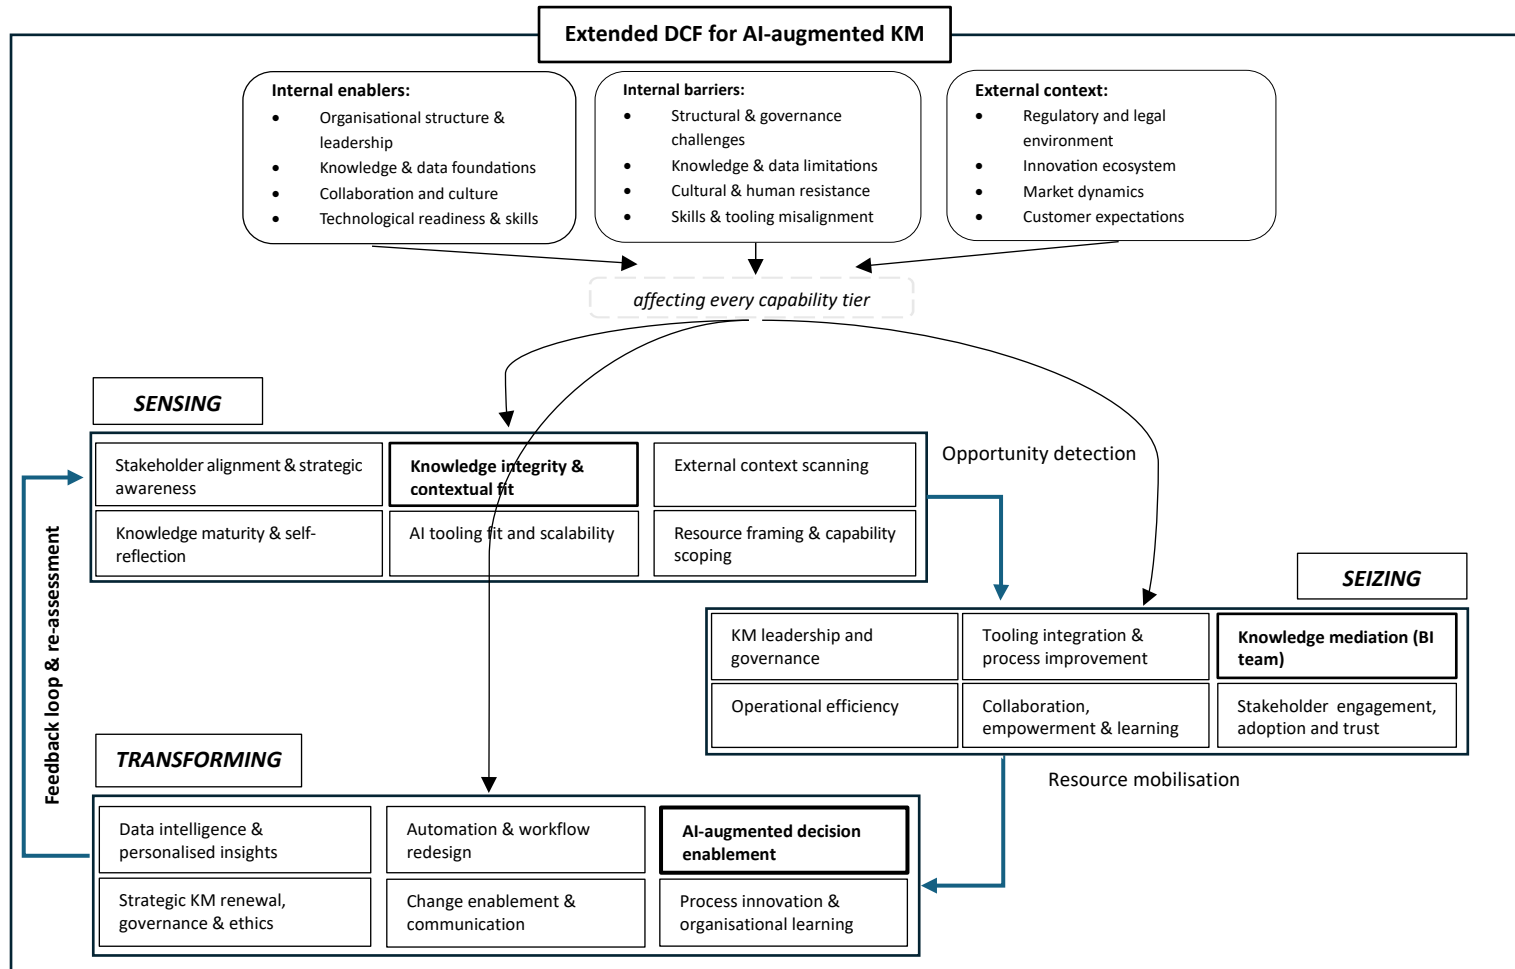 Extended DCF for AI-augmented KM
Internal enablers:
• Organisational structure &
leadership
• Knowledge & data foundations
• Collaboration and culture
• Technological readiness & skills
Internal barriers:
• Structural & governance
challenges
• Knowledge & data limitations
• Cultural & human resistance
• Skills & tooling misalignment
External context:
• Regulatory and legal
environment
• Innovation ecosystem
• Market dynamics
• Customer expectations
affecting every capability tier
SENSING
Stakeholder alignment & strategic
awareness
Knowledge integrity &
contextual fit
External context scanning
Knowledge maturity & self-
reflection
AI tooling fit and scalability
Resource framing & capability
scoping
Opportunity detection
SEIZING
KM leadership and
governance
Tooling integration &
process improvement
Knowledge mediation (BI
team)
Operational efficiency
Collaboration,
empowerment & learning
Stakeholder engagement,
adoption and trust
Resource mobilisation
TRANSFORMING
Data intelligence &
personalised insights
Automation & workflow
redesign
AI-augmented decision
enablement
Strategic KM renewal,
governance & ethics
Change enablement &
communication
Process innovation &
organisational learning
Feedback loop & re-assessment